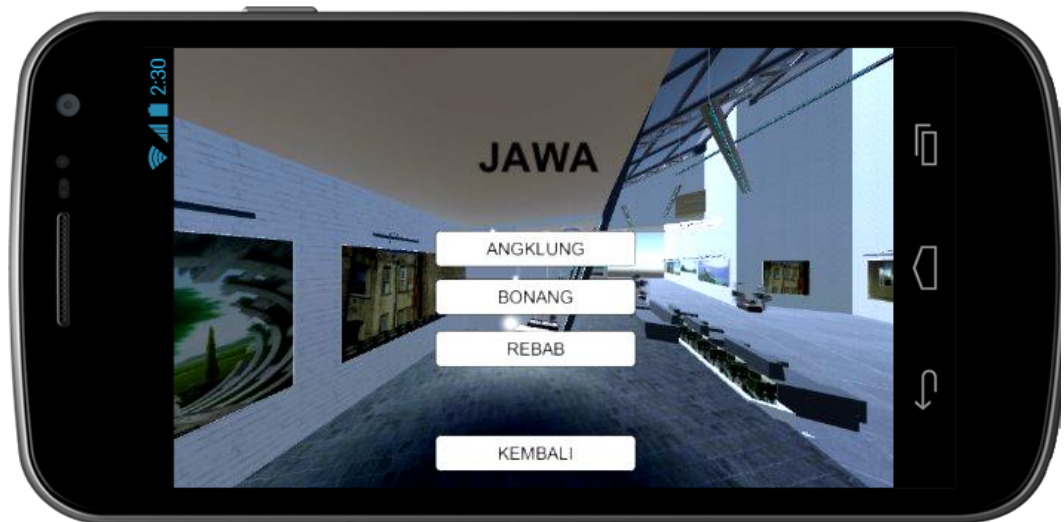 2:30
JAWA
ANGKLUNG
BONANG
REBAB
KEMBALI